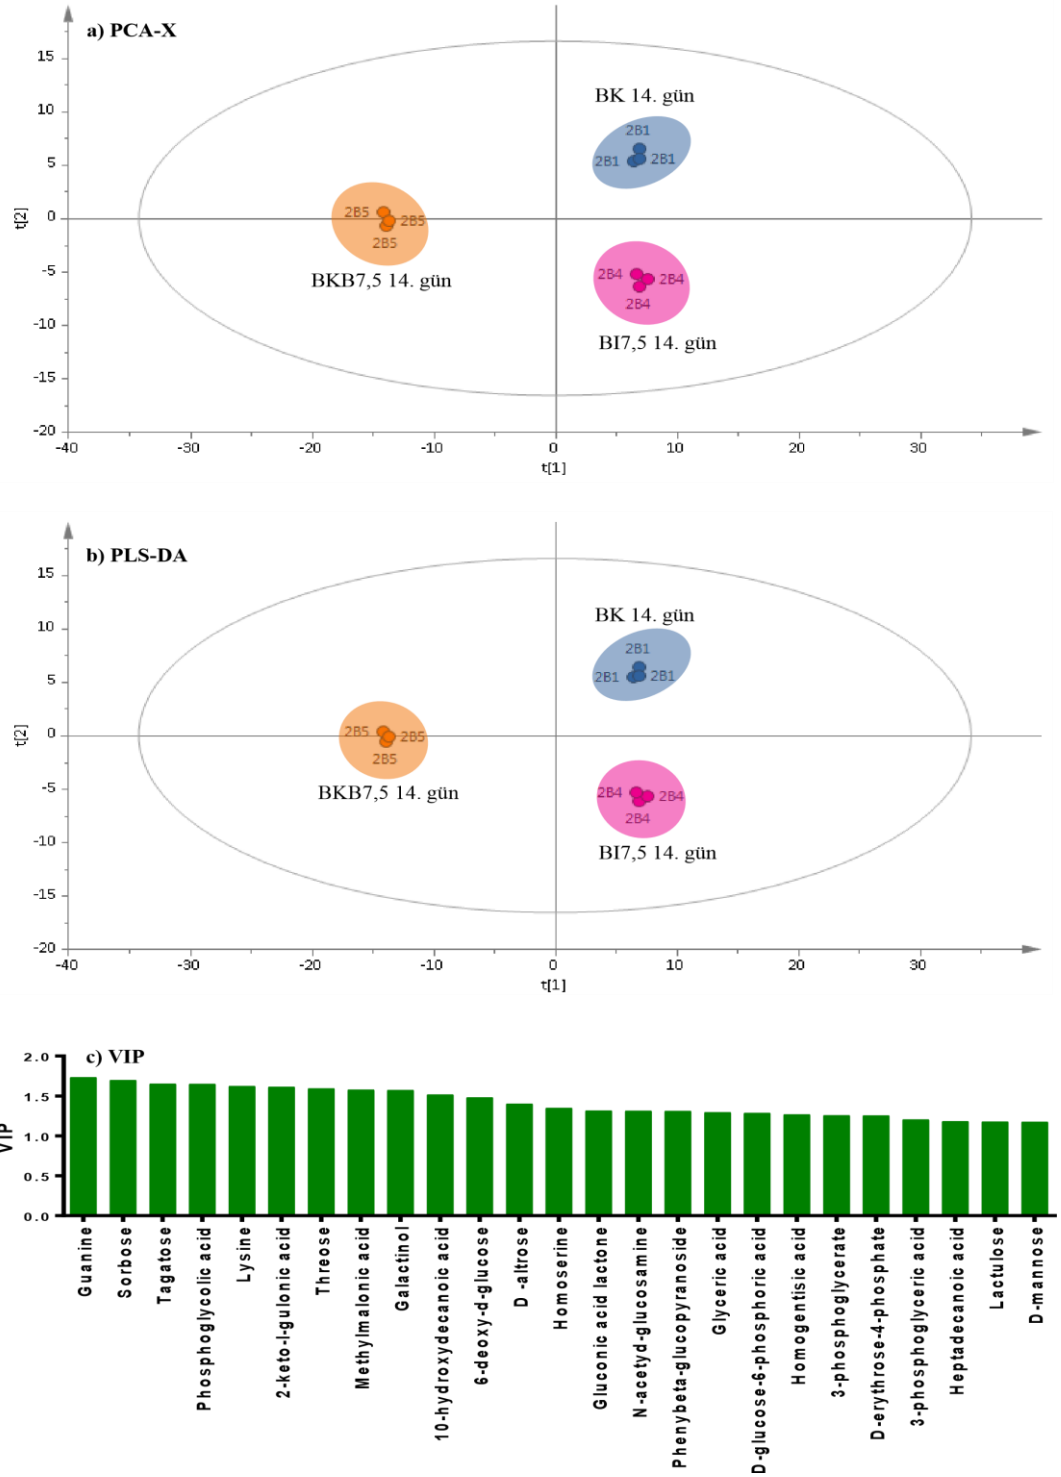 a) PCA-X
15
10
5
0
-5
-10
-15
-20
t[2]
BK 14. gün
2B1
2B1
2B1
2B5
2B5
2B5
BKB7,5 14. gün
2B4
2B4
2B4
BI7,5 14. gün
-40
-30
-20
-10
0
10
20
30
t[1]
b) PLS-DA
15
10
5
0
-5
-10
-15
-20
t[2]
BK 14. gün
2B1
2B1
2B1
2B5
2B5
2B5
BKB7,5 14. gün
2B4
2B4
2B4
BI7,5 14. gün
-40
-30
-20
-10
0
10
20
30
t[1]
c) VIP
2.0
1.5
1.0
0.5
0.0
VIP
Guanine
Sorbose
Tagatose
Phosphoglycolic acid
Lysine
2-keto-l-gulonic acid
Threose
Methylmalonic acid
Galactinol
10-hydroxydecanoic acid
6-deoxy-d-glucose
D -altrose
Homoserine
Gluconic acid lactone
N-acetyd-glucosamine
Phenybeta-glucopyranoside
Glyceric acid
D-glucose-6-phosphoric acid
Homogentisic acid
3-phosphoglycerate
D-erythrose-4-phosphate
3-phosphoglyceric acid
Heptadecanoic acid
Lactulose
D-mannose